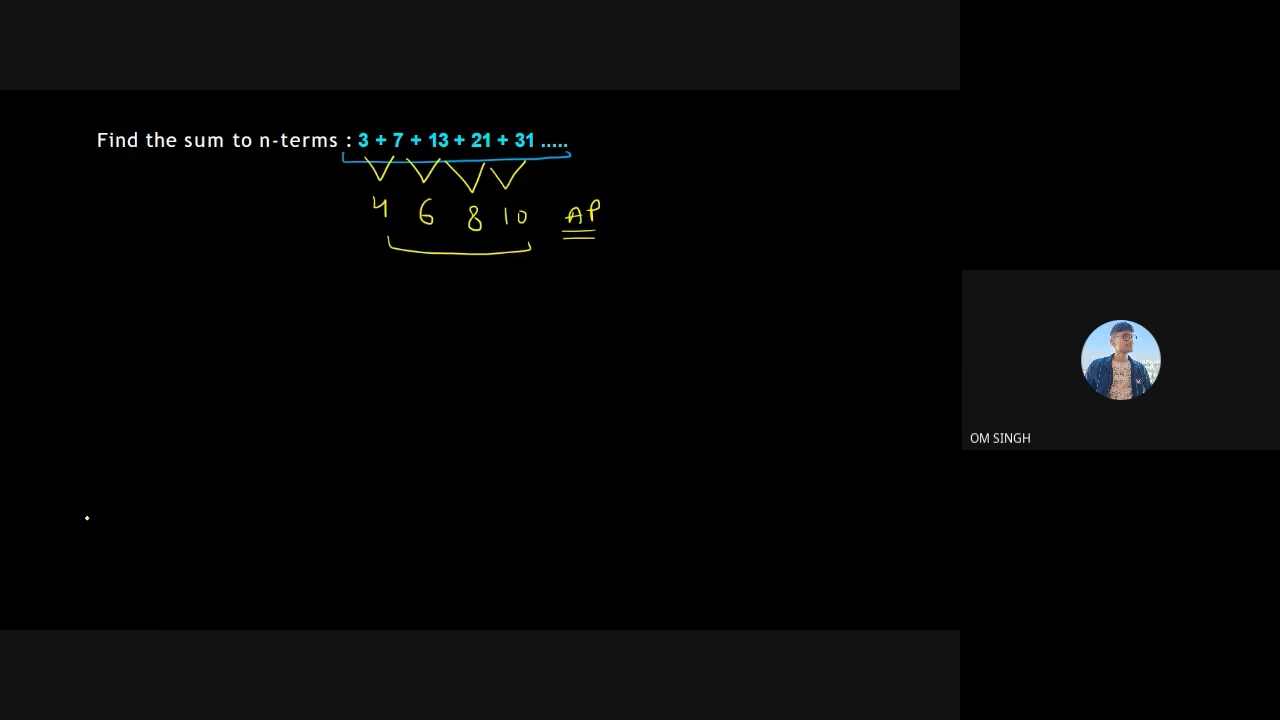 Find the sum to n-terms : 3 + 7 + 13 + 21 + 31 .....
4 6 8 10 AP
OM SINGH